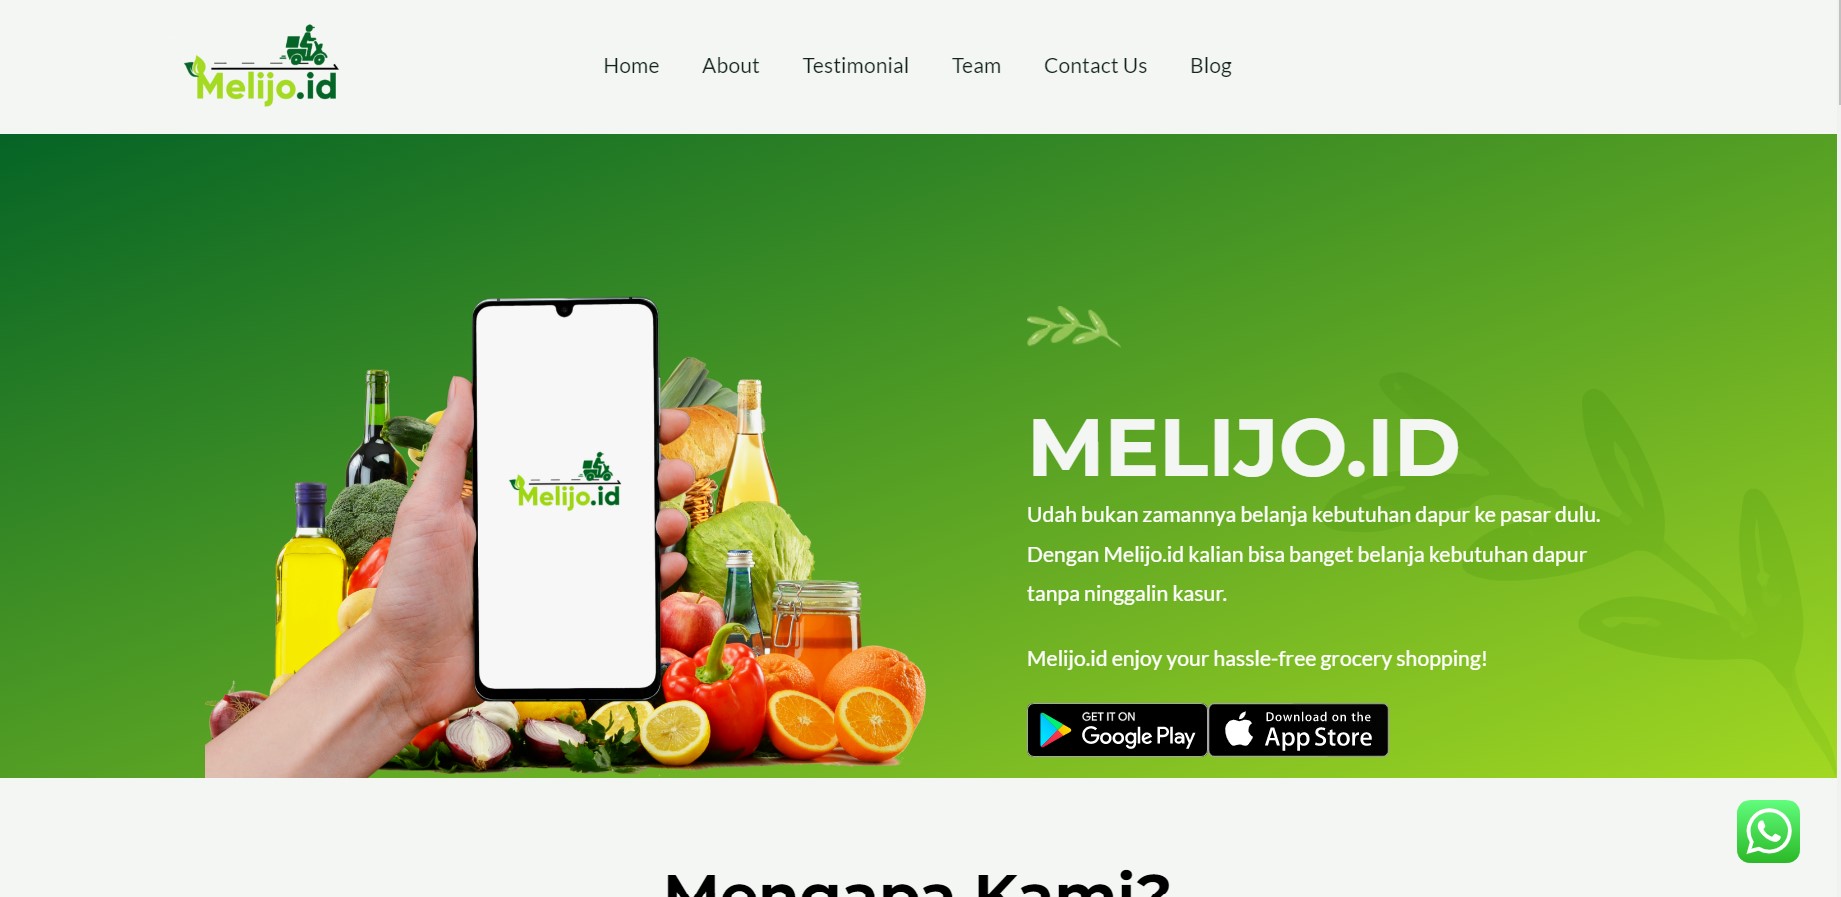 Melijo.id
Home
About
Testimonial
Team
Contact Us
Blog
Melijo.id
MELIJO.ID
Udah bukan zamannya belanja kebutuhan dapur ke pasar dulu.
Dengan Melijo.id kalian bisa banget belanja kebutuhan dapur
tanpa ninggalin kasur.
Melijo.id enjoy your hassle-free grocery shopping!
GET IT ON
Google Play
Download on the
App Store
Mengapa Kami?